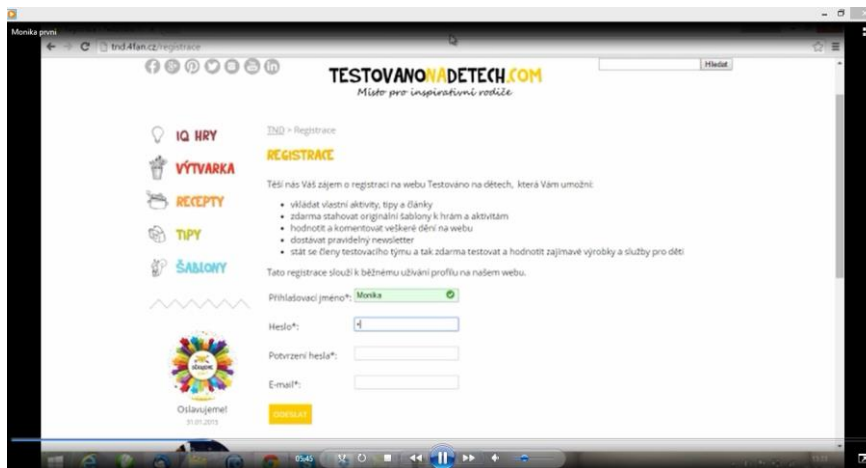 Monika první
tnd.4fan.cz/registrace
TESTOVANONADETECH.COM
Místo pro inspirativní rodiče
Hledat
IQ HRY
VÝTVARKA
RECEPTY
TIPY
ŠABLONY
Oslavujeme!
31.01.2015
TND > Registrace
REGISTRACE
Těší nás Váš zájem o registraci na webu Testováno na dětech, která Vám umožní:
• vkládat vlastní aktivity, tipy a články
• zdarma stahovat originální šablony k hrám a aktivitám
• hodnotit a komentovat veškeré dění na webu
• dostávat pravidelný newsletter
• stát se členy testovacího týmu a tak zdarma testovat a hodnotit zajímavé výrobky a služby pro děti
Tato registrace slouží k běžnému užívání profilu na našem webu.
Přihlašovací jméno*: Monika
Heslo*:
Potvrzení hesla*:
E-mail*:
ODESLAT
05:45